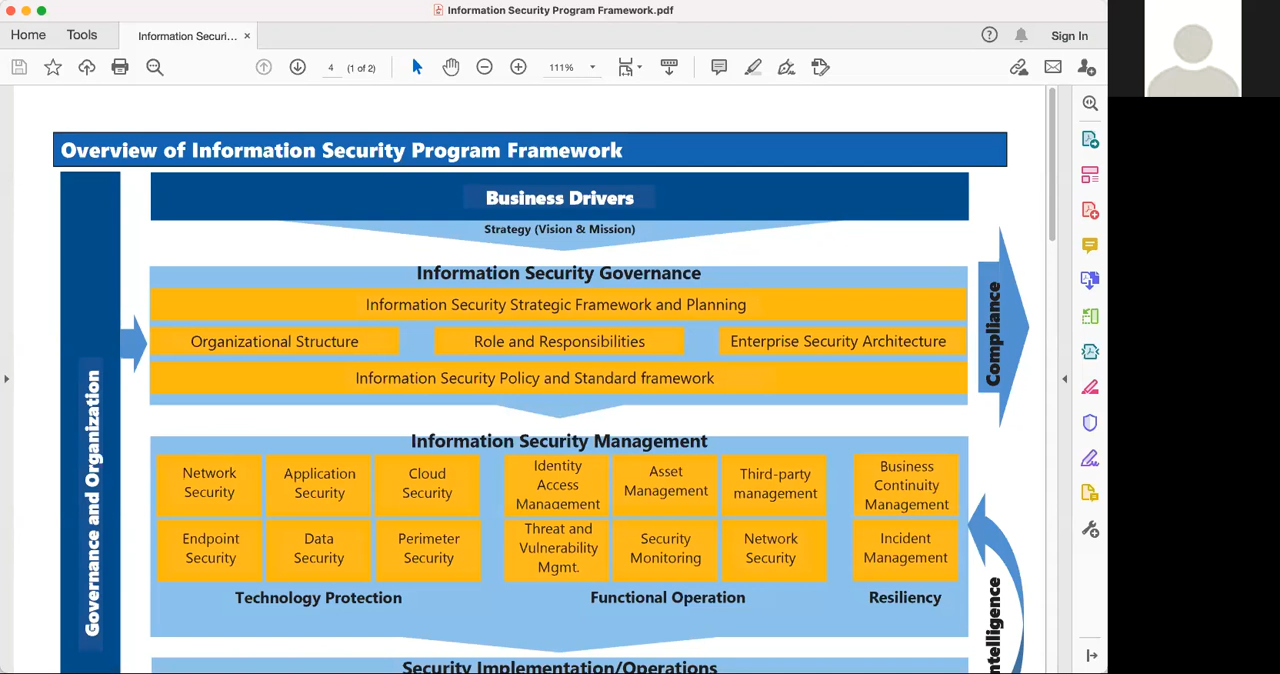 Information Security Program Framework.pdf
Home
Tools
Information Securi...
×
Sign In
4
(1 of 2)
111%
Overview of Information Security Program Framework
Business Drivers
Strategy (Vision & Mission)
Information Security Governance
Information Security Strategic Framework and Planning
Organizational Structure
Role and Responsibilities
Enterprise Security Architecture
Information Security Policy and Standard framework
Compliance
Governance and Organization
Information Security Management
Network
Security
Application
Security
Cloud
Security
Identity
Access
Management
Asset
Management
Third-party
management
Business
Continuity
Management
Endpoint
Security
Data
Security
Perimeter
Security
Threat and
Vulnerability
Mgmt.
Security
Monitoring
Network
Security
Incident
Management
Technology Protection
Functional Operation
Resiliency
Security Implementation/Operations